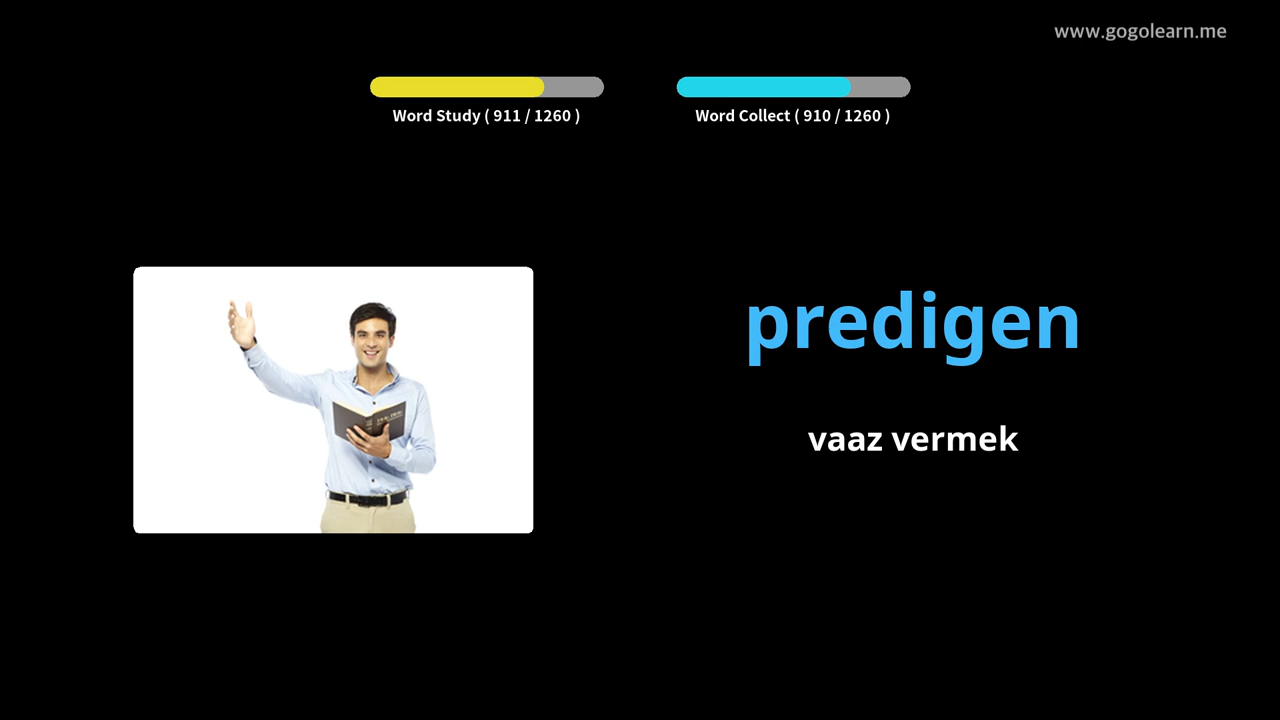 www.gogolearn.me
Word Study ( 911 / 1260 )
Word Collect ( 910 / 1260 )
predigen
vaaz vermek